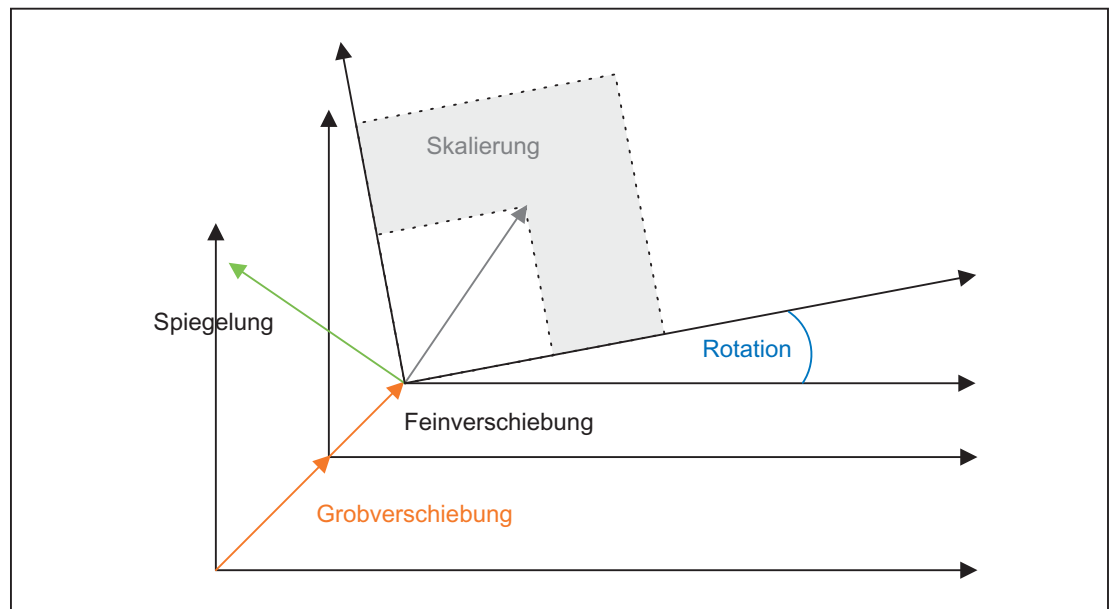 Skalierung
Spiegelung
Rotation
Feinverschiebung
Grobverschiebung